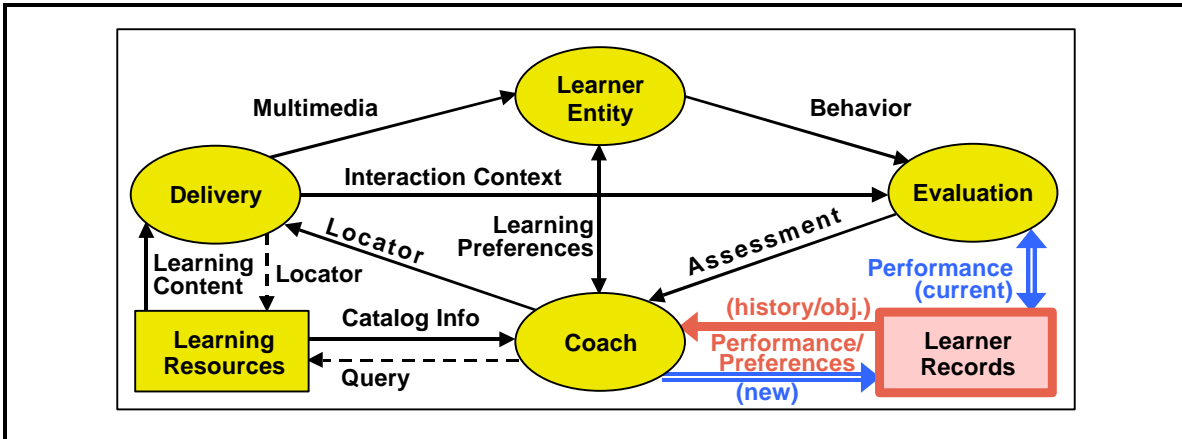 Learner
Entity
Multimedia
Behavior
Delivery
Interaction Context
Evaluation
Learning
Preferences
Locator
Assessment
Learning
Content
Locator
Performance
(current)
Learning
Resources
Catalog Info
Query
Coach
(history/obj.)
Performance/
Preferences
(new)
Learner
Records